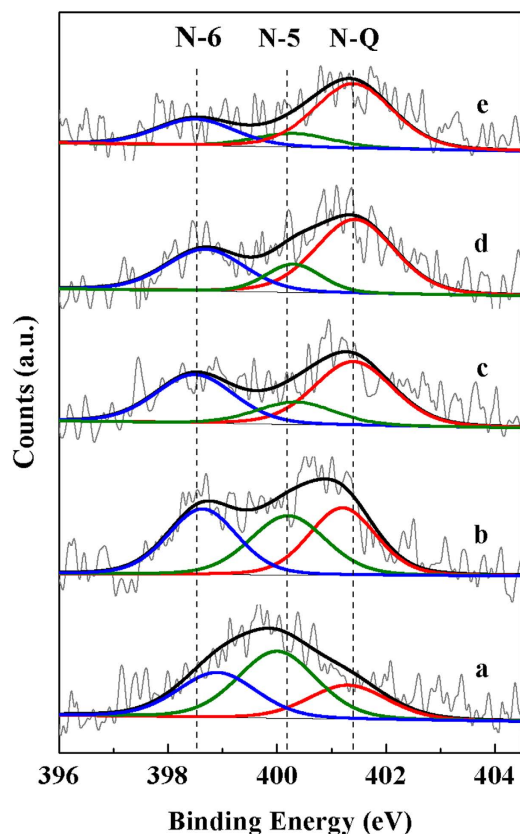 N-6 N-5 N-Q
e
d
c
b
a
Counts (a.u.)
396 398 400 402 404
Binding Energy (eV)